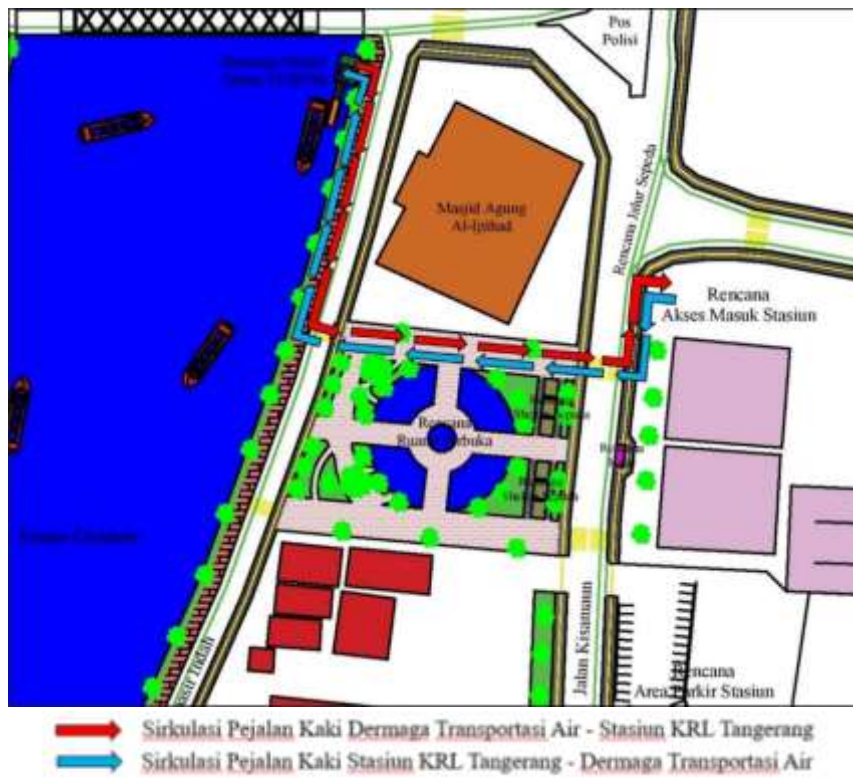 Pos
Polisi
Masjid Agung
Al-Ijtihad
Rencana Jalur Sepeda
Rencana
Akses Masuk Stasiun
Rencana
Ruang Terbuka
Jalan Kisamaun
Rencana
Area Parkir Stasiun
Sirkulasi Pejalan Kaki Dermaga Transportasi Air - Stasiun KRL Tangerang
Sirkulasi Pejalan Kaki Stasiun KRL Tangerang - Dermaga Transportasi Air